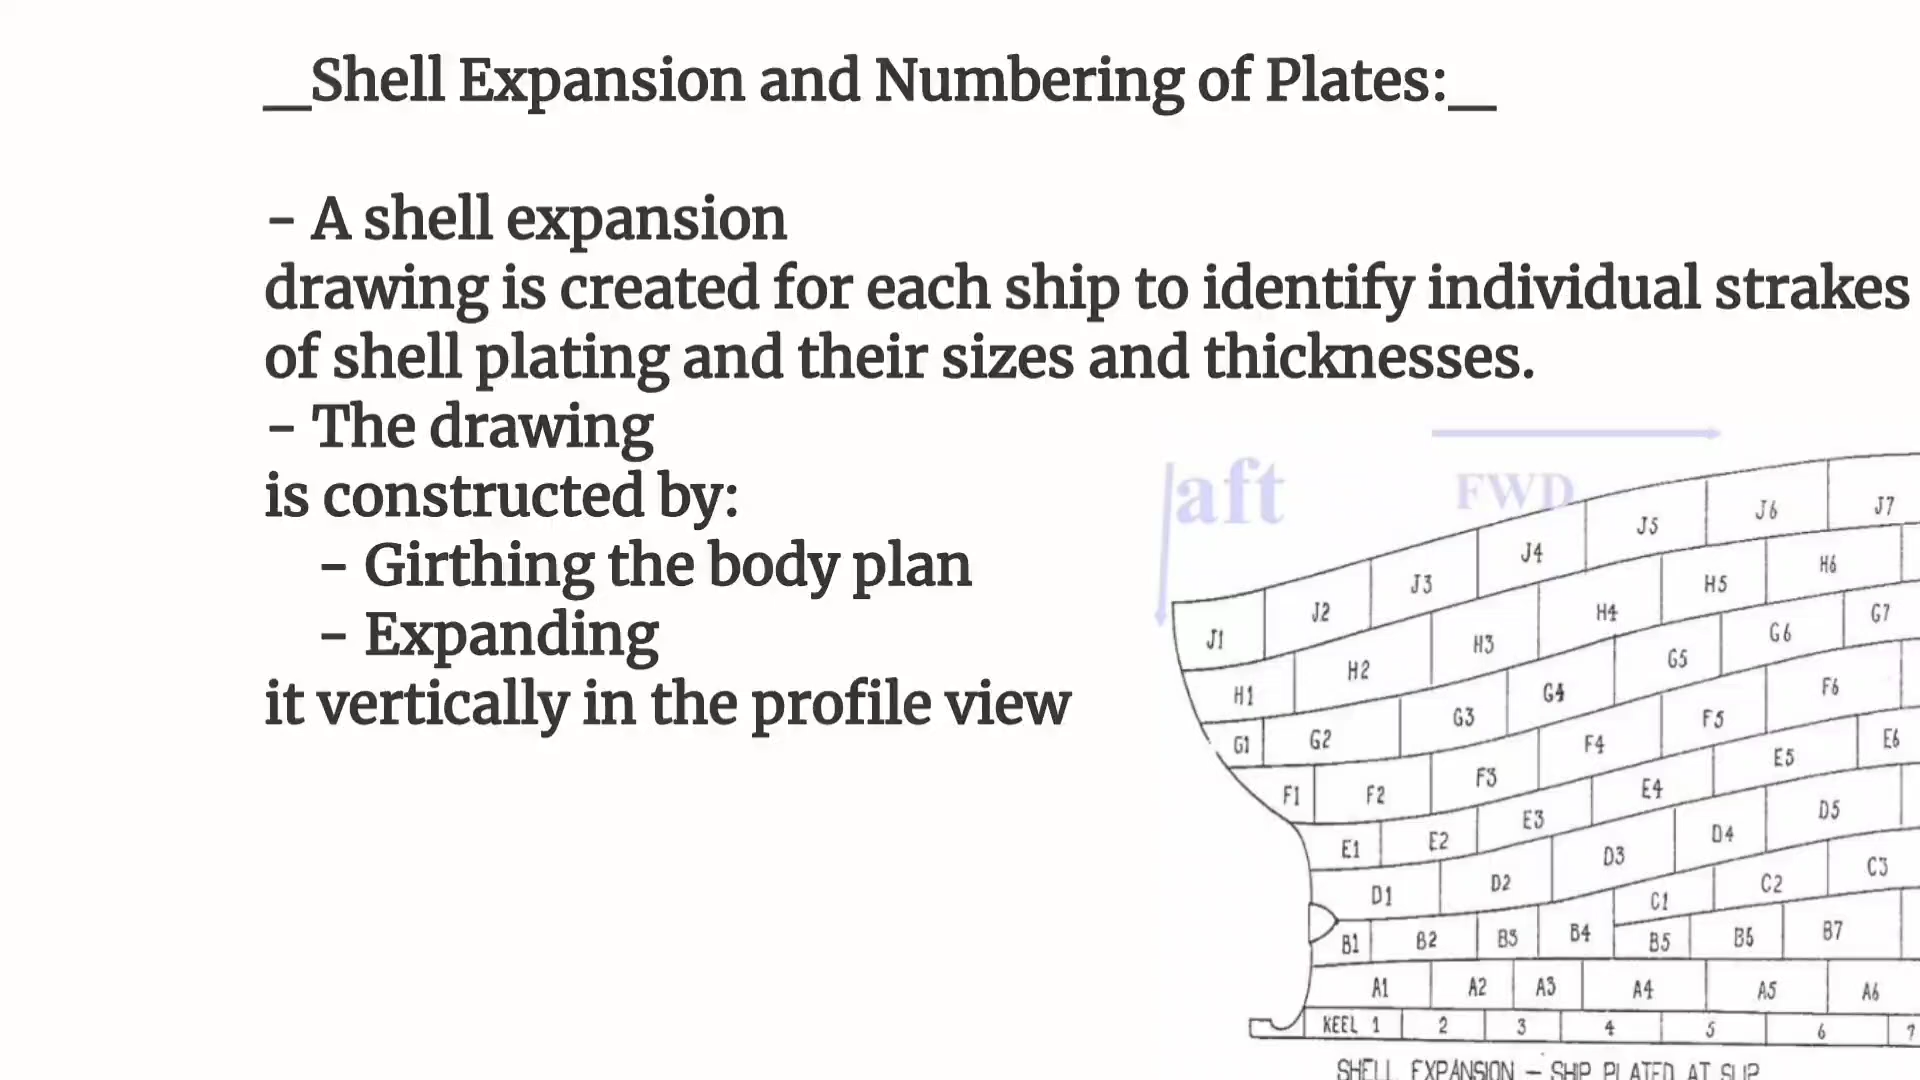 _Shell Expansion and Numbering of Plates:_
- A shell expansion
drawing is created for each ship to identify individual strakes
of shell plating and their sizes and thicknesses.
- The drawing
is constructed by:
- Girthing the body plan
- Expanding
it vertically in the profile view
aft
FWD
J1 J2 J3 J4 J5 J6 J7
H1 H2 H3 H4 H5 H6
G1 G2 G3 G4 G5 G6 G7
F1 F2 F3 F4 F5 F6
E1 E2 E3 E4 E5 E6
D1 D2 D3 D4 D5
C1 C2 C3
B1 B2 B3 B4 B5 B6 B7
A1 A2 A3 A4 A5 A6
KEEL 1 2 3 4 5 6 7
SHELL EXPANSION - SHIP PLATED AT SLIP